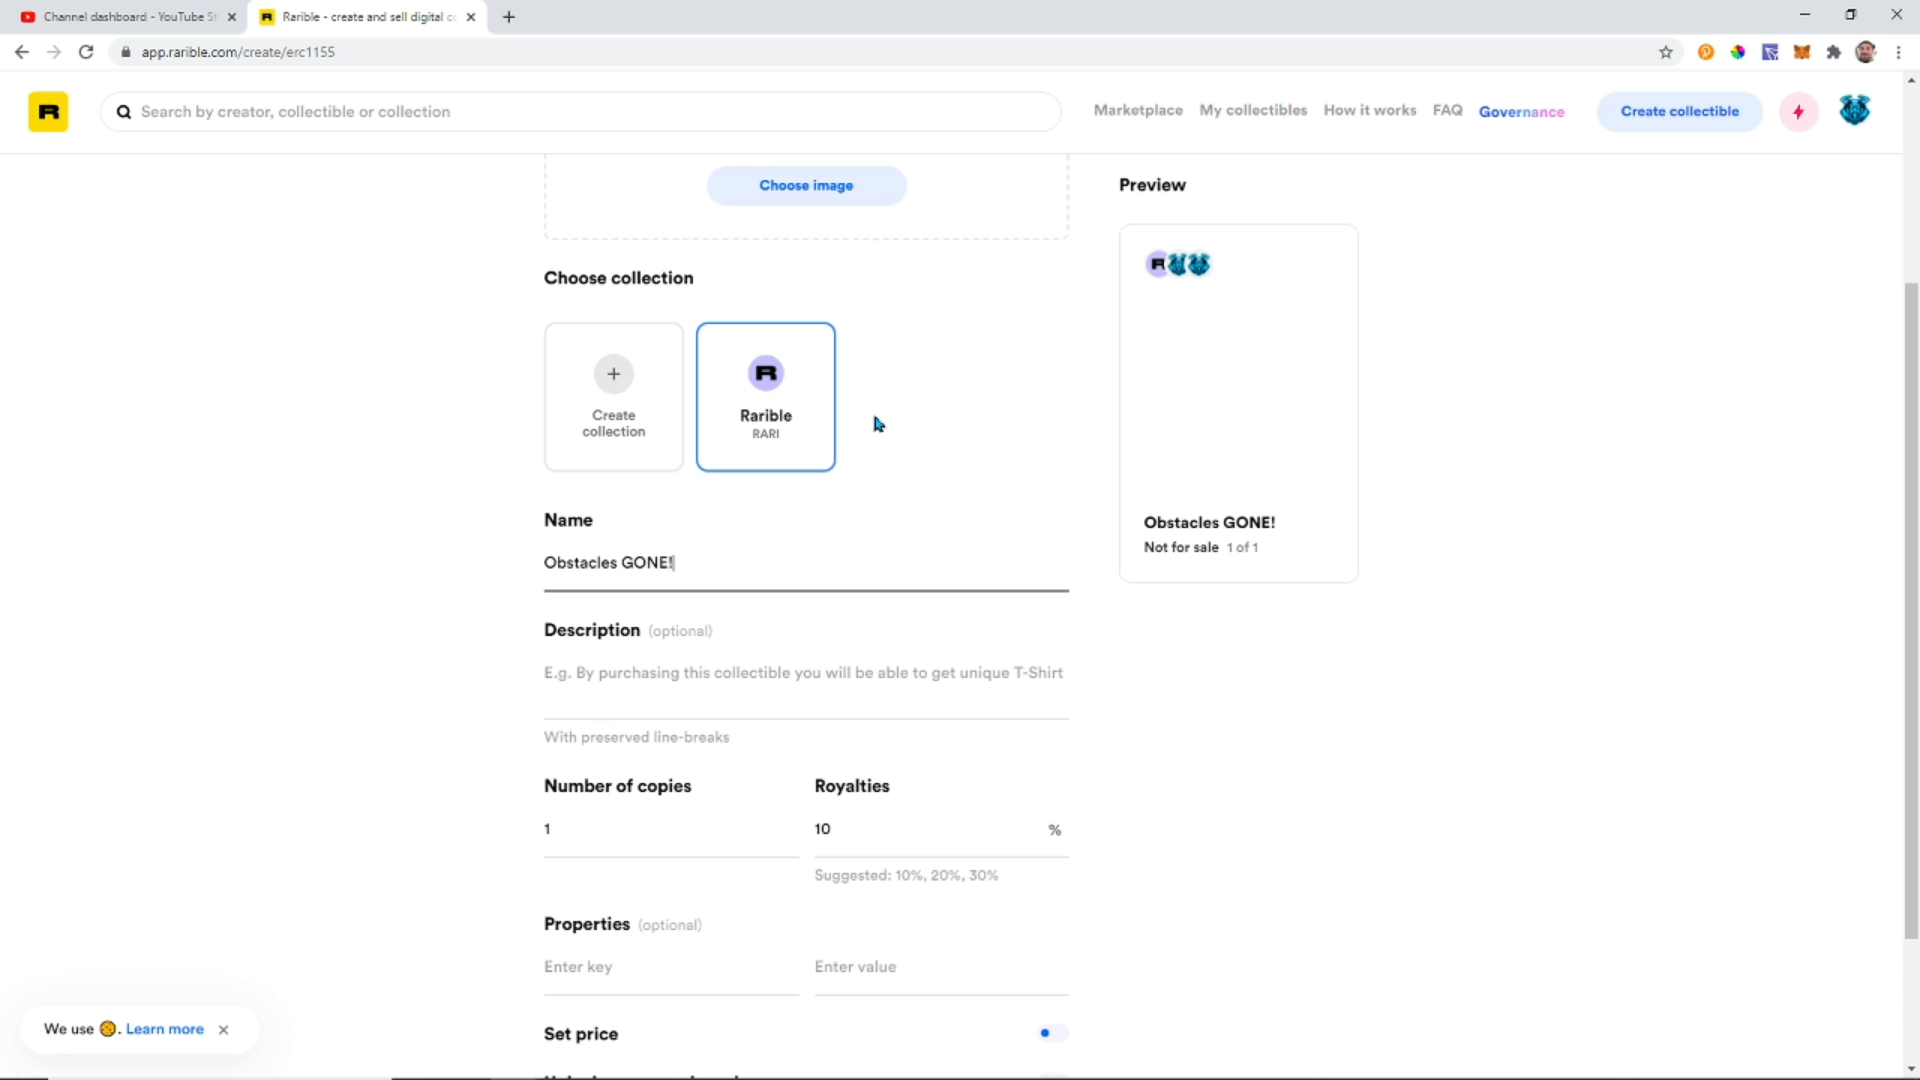 Channel dashboard - YouTube St
Rarible - create and sell digital co
app.rarible.com/create/erc1155
R
Search by creator, collectible or collection
Marketplace
My collectibles
How it works
FAQ
Governance
Create collectible
Choose image
Preview
Choose collection
Create
collection
R
Rarible
RARI
Name
Obstacles GONE!
Obstacles GONE!
Not for sale 1 of 1
Description (optional)
E.g. By purchasing this collectible you will be able to get unique T-Shirt
With preserved line-breaks
Number of copies
Royalties
1
10
%
Suggested: 10%, 20%, 30%
Properties (optional)
Enter key
Enter value
We use 🍪. Learn more
Set price